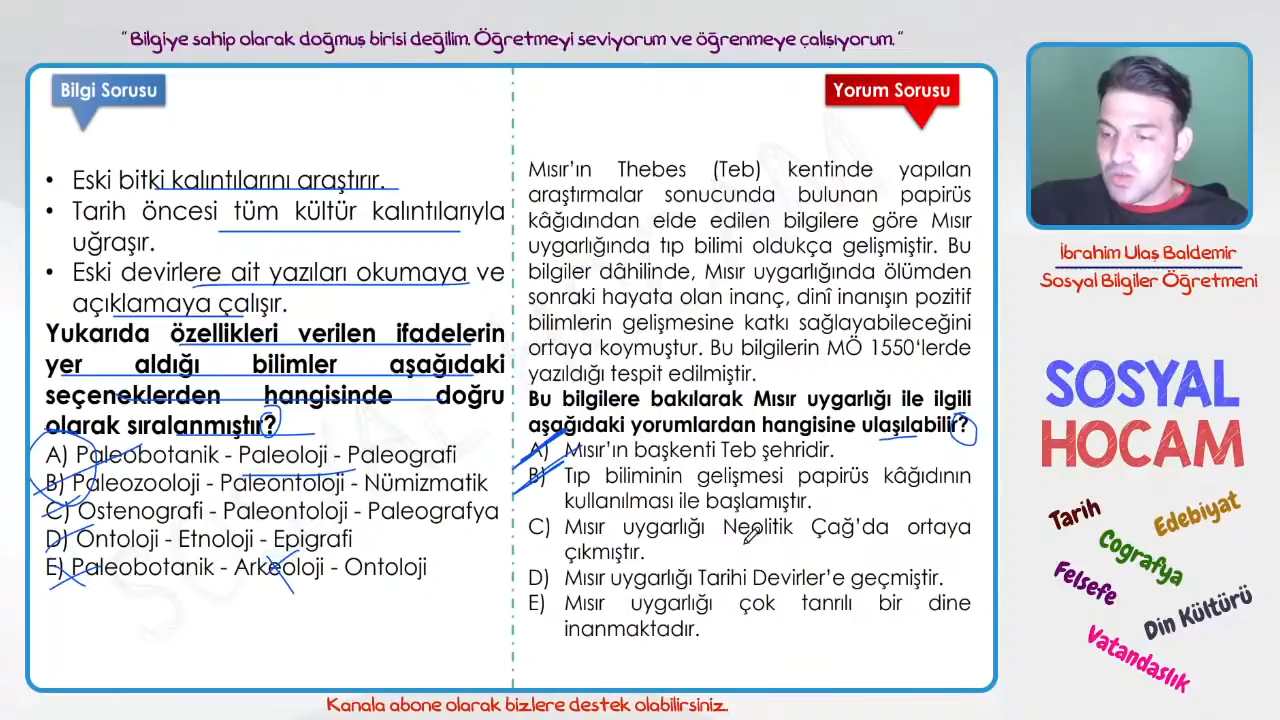 “Bilgiye sahip olarak doğmuş birisi değilim. Öğretmeyi seviyorum ve öğrenmeye çalışıyorum.”
Bilgi Sorusu
• Eski bitki kalıntılarını araştırır.
• Tarih öncesi tüm kültür kalıntılarıyla
uğraşır.
• Eski devirlere ait yazıları okumaya ve
açıklamaya çalışır.
Yukarıda özellikleri verilen ifadelerin
yer aldığı bilimler aşağıdaki
seçeneklerden hangisinde doğru
olarak sıralanmıştır?
A) Paleobotanik - Paleoloji - Paleografi
B) Paleozooloji - Paleontoloji - Nümizmatik
C) Ostenografi - Paleontoloji - Paleografya
D) Ontoloji - Etnoloji - Epigrafi
E) Paleobotanik - Arkeoloji - Ontoloji
Yorum Sorusu
Mısır’ın Thebes (Teb) kentinde yapılan
araştırmalar sonucunda bulunan papirüs
kâğıdından elde edilen bilgilere göre Mısır
uygarlığında tıp bilimi oldukça gelişmiştir. Bu
bilgiler dâhilinde, Mısır uygarlığında ölümden
sonraki hayata olan inanç, dinî inanışın pozitif
bilimlerin gelişmesine katkı sağlayabileceğini
ortaya koymuştur. Bu bilgilerin MÖ 1550‘lerde
yazıldığı tespit edilmiştir.
Bu bilgilere bakılarak Mısır uygarlığı ile ilgili
aşağıdaki yorumlardan hangisine ulaşılabilir?
A) Mısır’ın başkenti Teb şehridir.
B) Tıp biliminin gelişmesi papirüs kâğıdının
kullanılması ile başlamıştır.
C) Mısır uygarlığı Neolitik Çağ’da ortaya
çıkmıştır.
D) Mısır uygarlığı Tarihi Devirler’e geçmiştir.
E) Mısır uygarlığı çok tanrılı bir dine
inanmaktadır.
İbrahim Ulaş Baldemir
Sosyal Bilgiler Öğretmeni
SOSYAL
HOCAM
Tarih
Edebiyat
Coğrafya
Felsefe
Din Kültürü
Vatandaşlık
Kanala abone olarak bizlere destek olabilirsiniz.